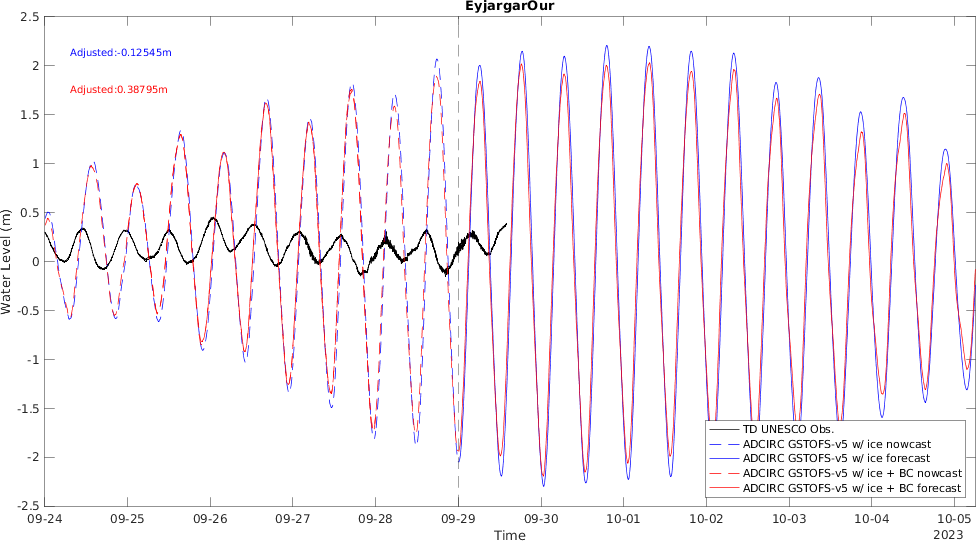 EyjargarOur
2.5
2
1.5
1
0.5
0
-0.5
-1
-1.5
-2
-2.5
Water Level (m)
Adjusted:-0.12545m
Adjusted:0.38795m
TD UNESCO Obs.
ADCIRC GSTOFS-v5 w/ ice nowcast
ADCIRC GSTOFS-v5 w/ ice forecast
ADCIRC GSTOFS-v5 w/ ice + BC nowcast
ADCIRC GSTOFS-v5 w/ ice + BC forecast
09-24 09-25 09-26 09-27 09-28 09-29 09-30 10-01 10-02 10-03 10-04 10-05
Time
2023